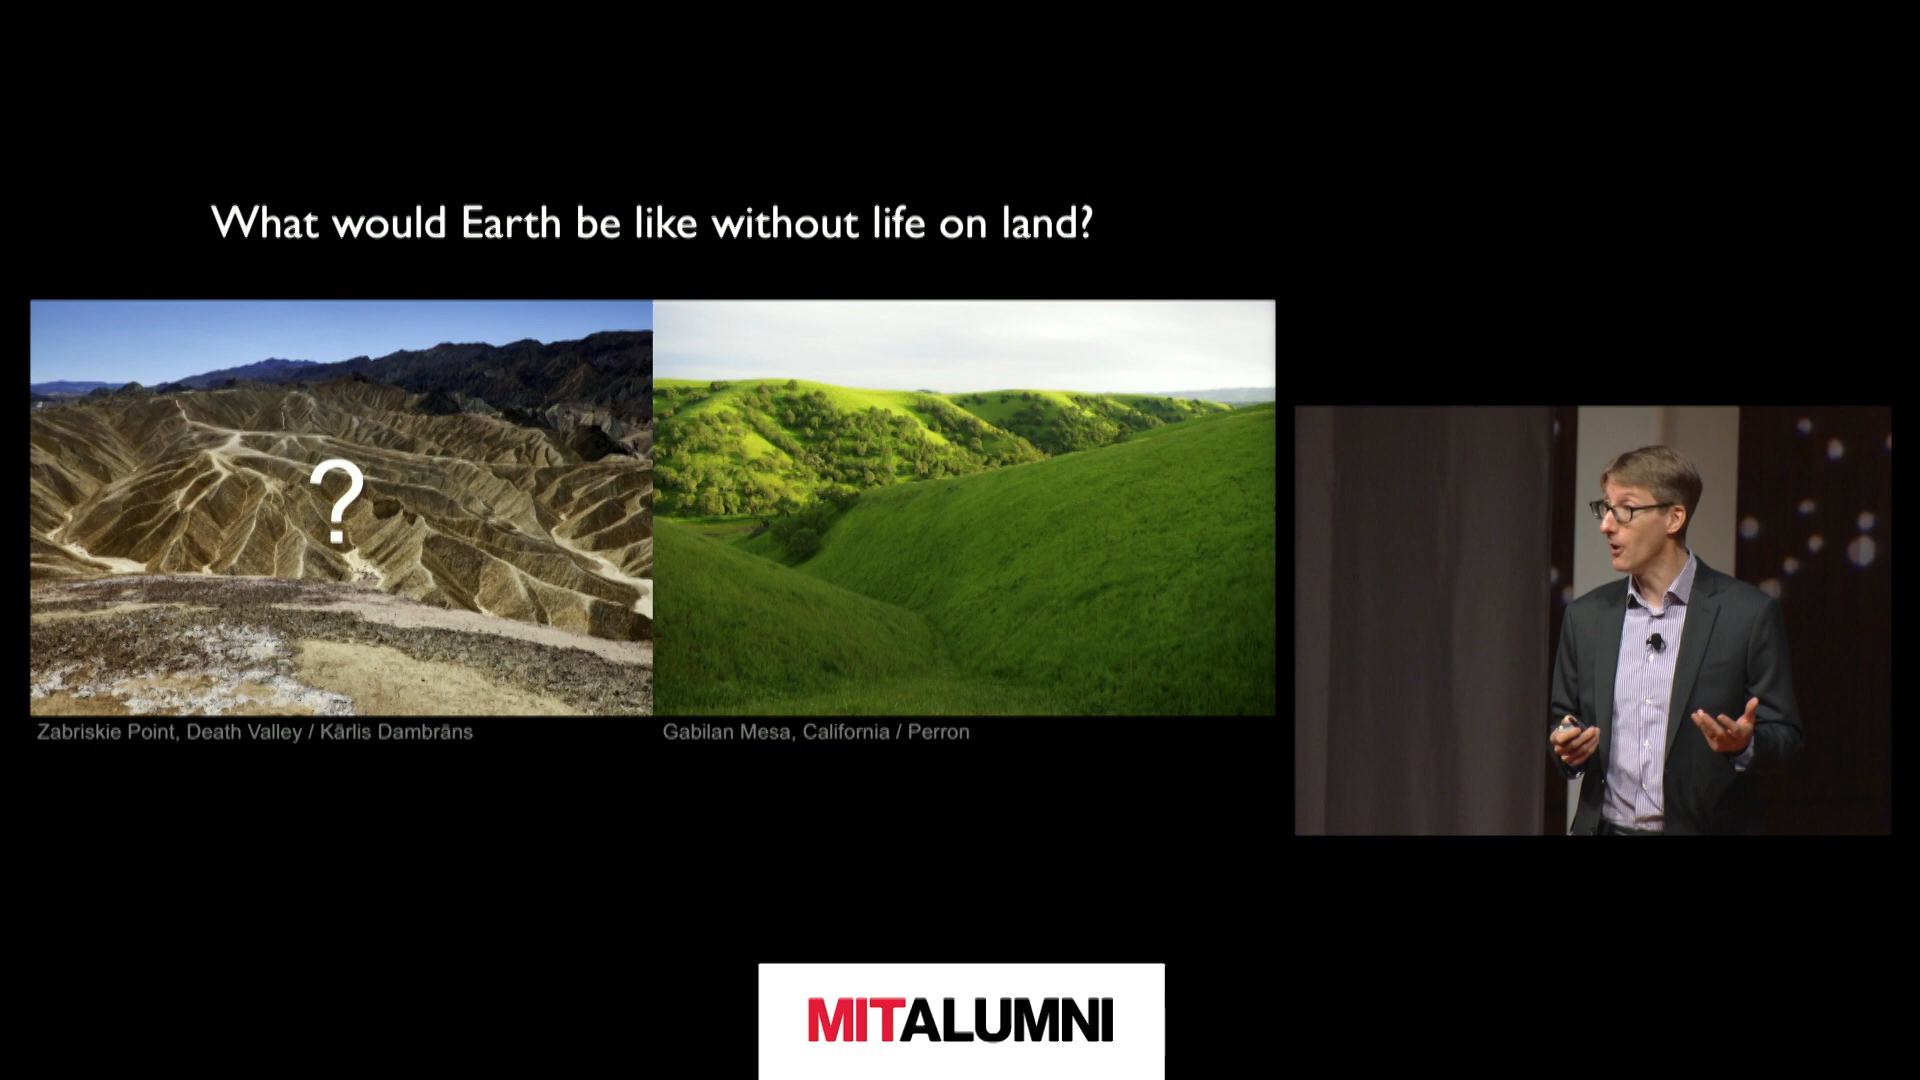 What would Earth be like without life on land?
?
Zabriskie Point, Death Valley / Kārlis Dambrāns
Gabilan Mesa, California / Perron
MITALUMNI